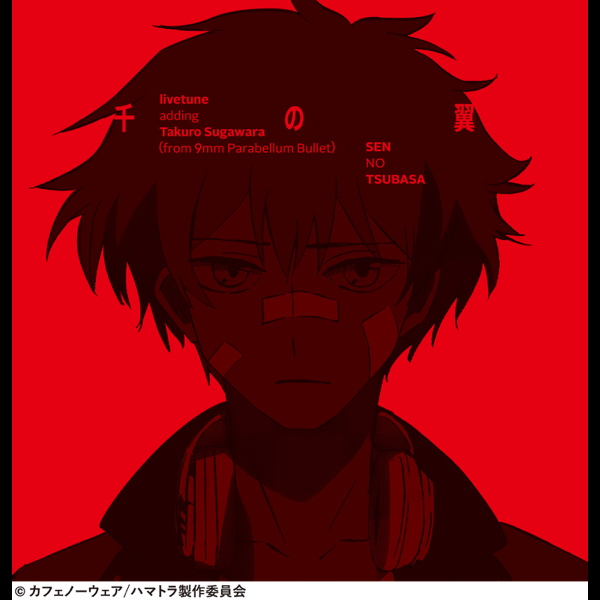 千の翼
livetune
adding
Takuro Sugawara
(from 9mm Parabellum Bullet)
SEN
NO
TSUBASA
© カフェノーウェア/ハマトラ製作委員会